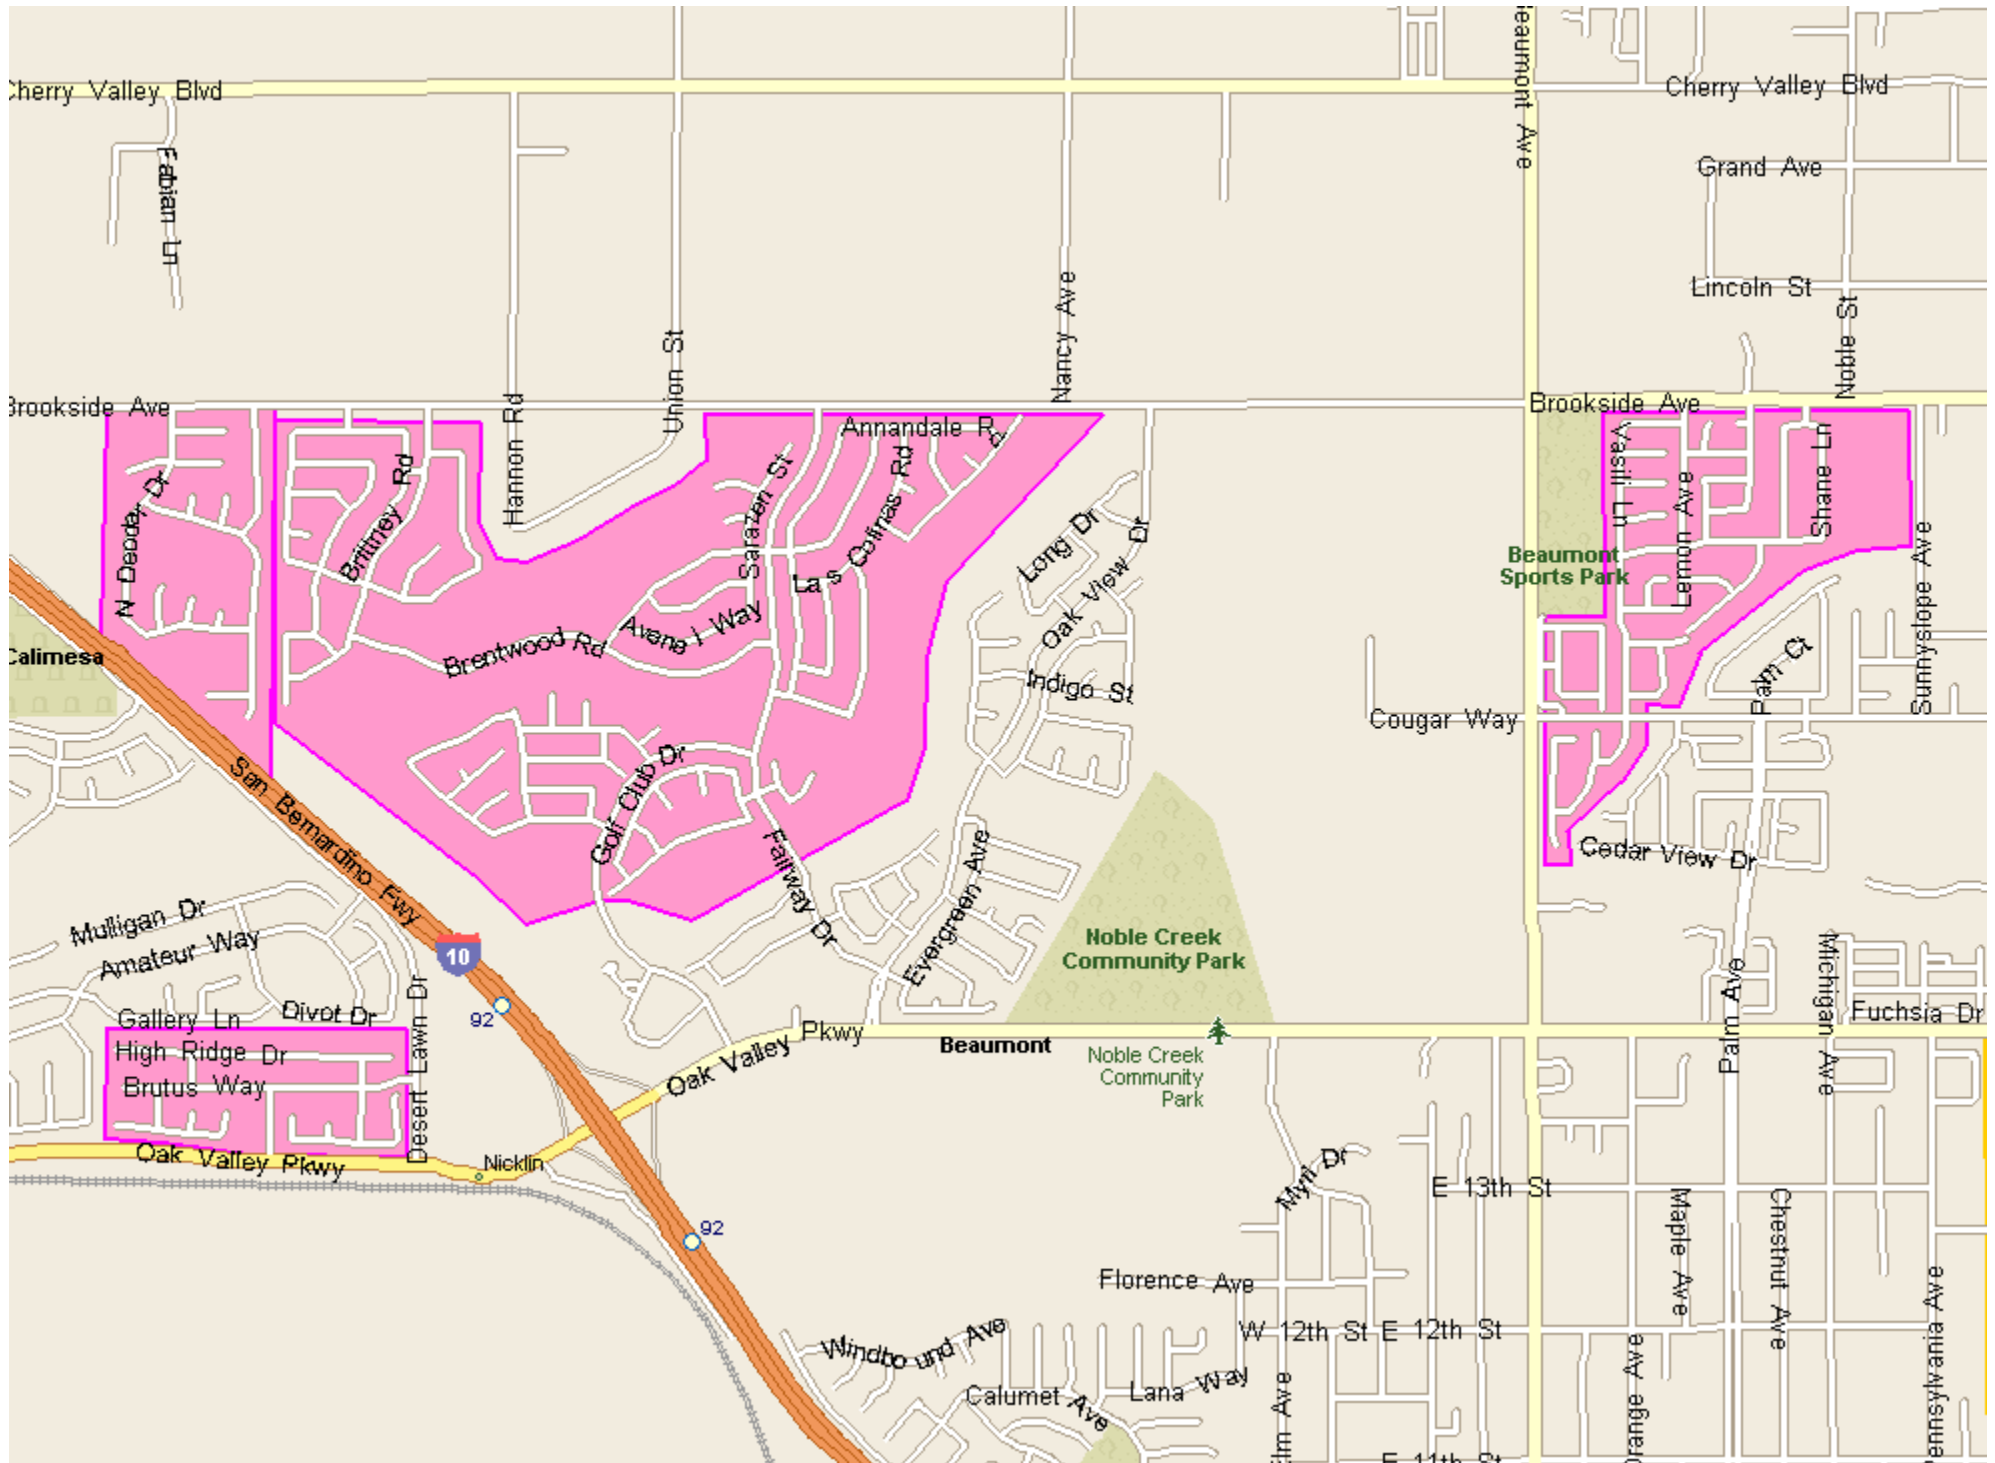 Beaumont Ave
Cherry Valley Blvd
Cherry Valley Blvd
Fabian Ln
Grand Ave
Lincoln St
Noble St
Nancy Ave
Union St
Hannon Rd
Brookside Ave
Brookside Ave
Annandale Rd
N Deodar Dr
Brittney Rd
Sarazen St
Las Colinas Rd
Vasili Ln
Lemon Ave
Shane Ln
Sunnyslope Ave
Long Dr
Oak View Dr
Beaumont
Sports Park
Avenal Way
Brentwood Rd
Calimesa
Indigo St
Palm Ct
Cougar Way
San Bernardino Fwy
Golf Club Dr
Fairway Dr
Evergreen Ave
Cedar View Dr
Mulligan Dr
Amateur Way
10
Noble Creek
Community Park
Palm Ave
Michigan Ave
Fuchsia Dr
Gallery Ln
Divot Dr
Desert Lawn Dr
92
High Ridge Dr
Brutus Way
Oak Valley Pkwy
Beaumont
Noble Creek
Community
Park
Oak Valley Pkwy
Nicklin
Myh Dr
E 13th St
Maple Ave
Chestnut Ave
92
Florence Ave
W 12th St
E 12th St
Windbound Ave
Calumet Ave
Lana Way
lm Ave
Orange Ave
ennsylvania Ave
E 11th St